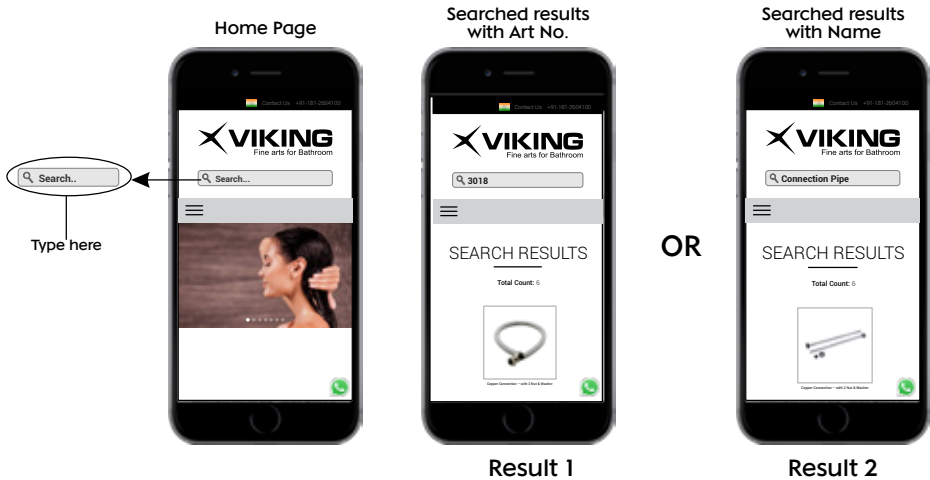 Home Page
Contact Us +91-181-2604100
VIKING
Fine arts for Bathroom
Search...
Search..
Type here
Searched results
with Art No.
Contact Us +91-181-2604100
VIKING
Fine arts for Bathroom
3018
SEARCH RESULTS
Total Count: 6
Copper Connection - with 2 Nut & Washer
Result 1
OR
Searched results
with Name
Contact Us +91-181-2604100
VIKING
Fine arts for Bathroom
Connection Pipe
SEARCH RESULTS
Total Count: 6
Copper Connection - with 2 Nut & Washer
Result 2